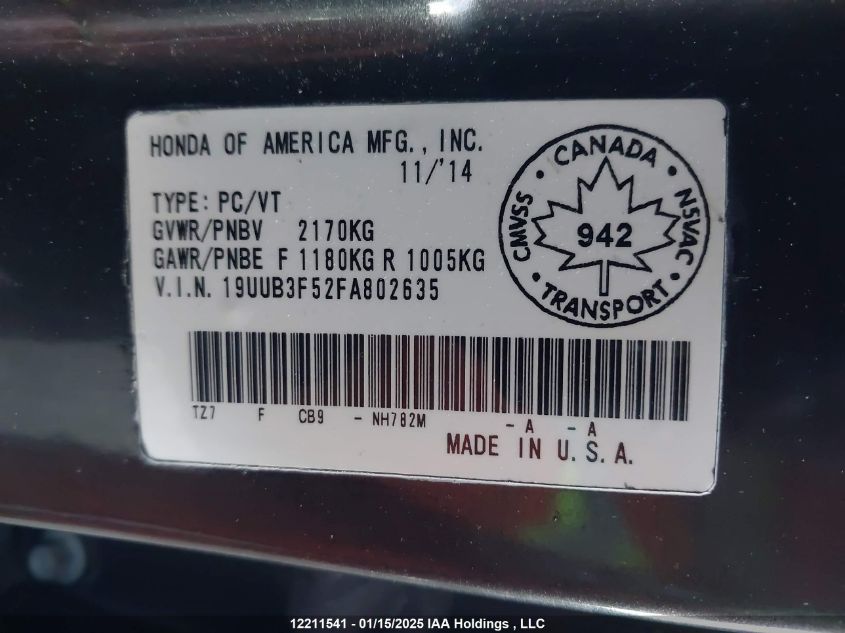 HONDA OF AMERICA MFG., INC.
11/'14
TYPE: PC/VT
GVWR/PNBV 2170KG
GAWR/PNBE F 1180KG R 1005KG
V.I.N. 19UUB3F52FA802635
CANADA
CMVSS
NSVAC
942
TRANSPORT
TZ7 F CB9 - NH782M - A - A
MADE IN U.S.A.
12211541 - 01/15/2025 IAA Holdings , LLC